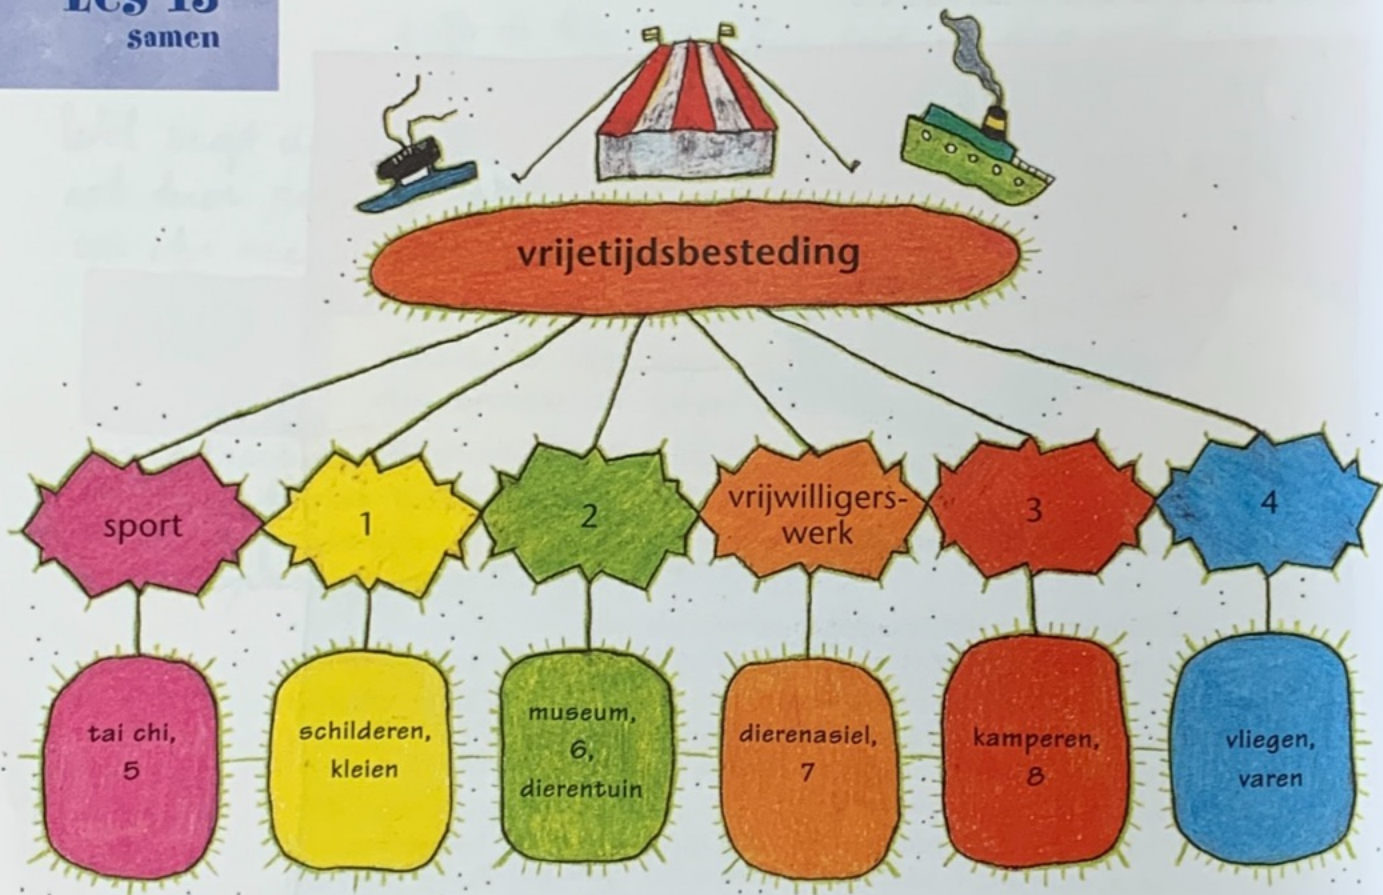 Les 13
samen
vrijetijdsbesteding
sport
1
2
vrijwilligers-
werk
3
4
tai chi,
5
schilderen,
kleien
museum,
6,
dierentuin
dierenasiel,
7
kamperen,
8
vliegen,
varen